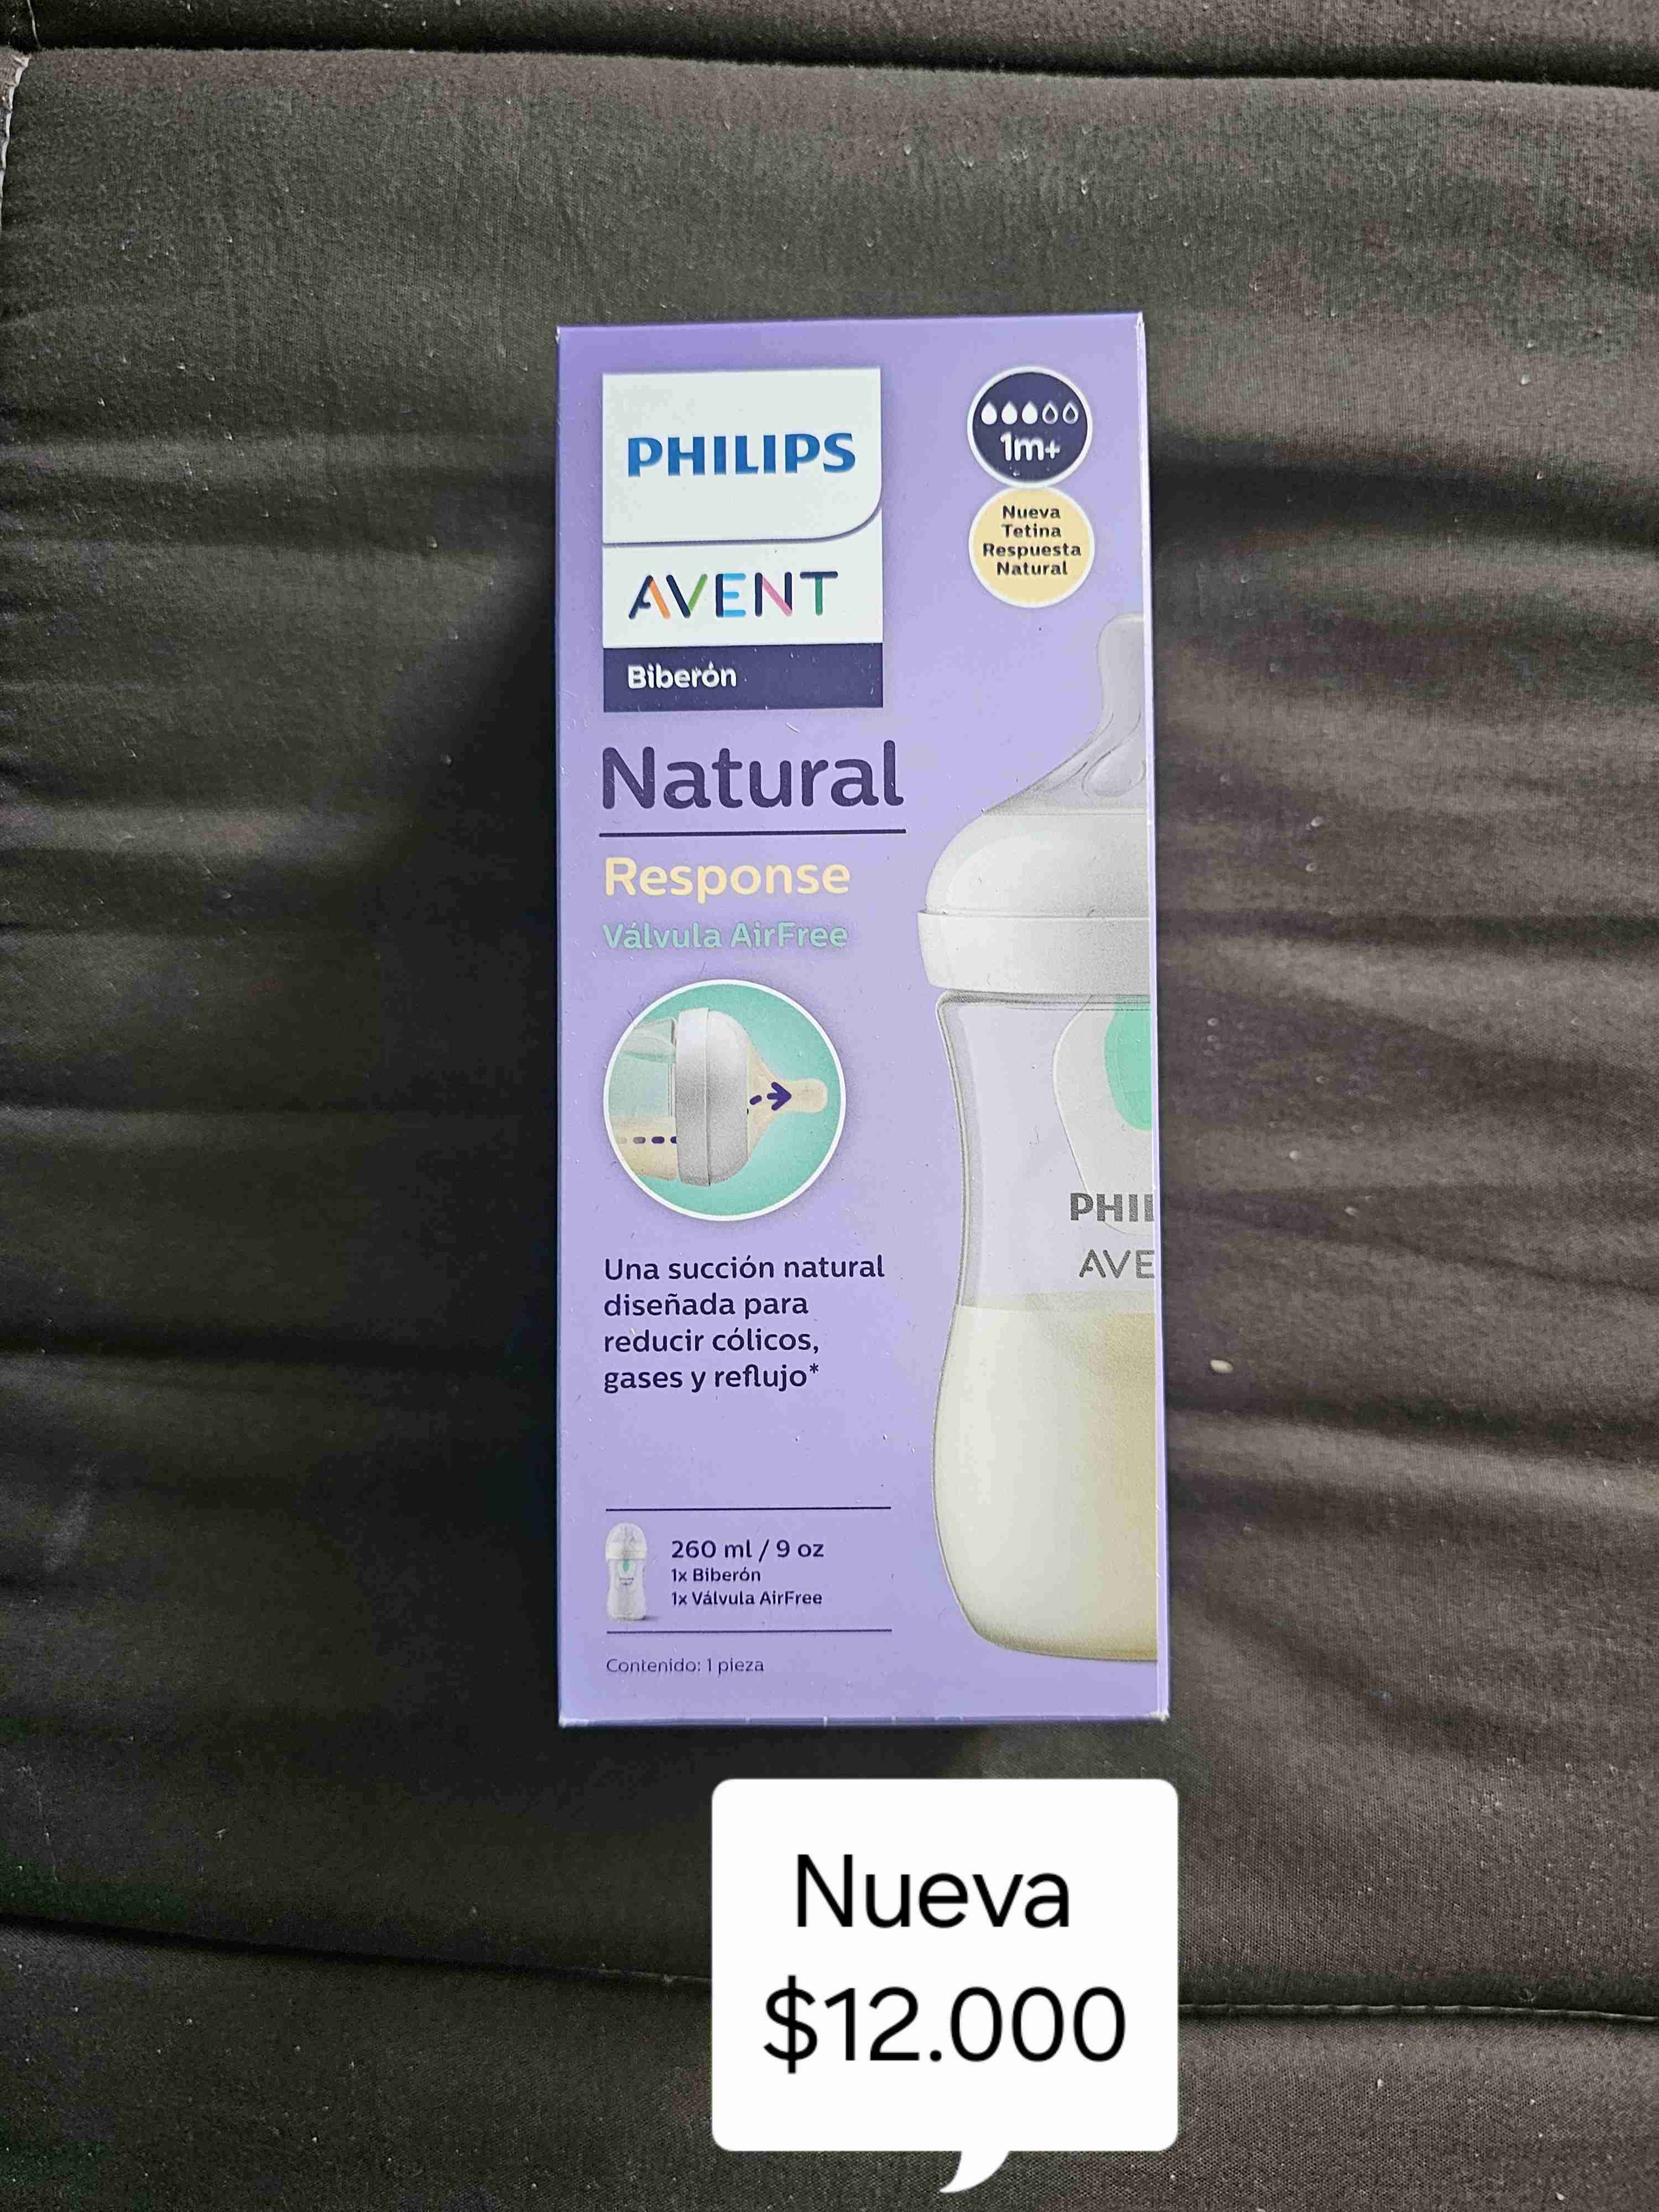 PHILIPS
AVENT
Biberón
1m+
Nueva
Tetina
Respuesta
Natural
Natural
Response
Válvula AirFree
Una succión natural
diseñada para
reducir cólicos,
gases y reflujo*
PHIL
AVE
260 ml / 9 oz
1x Biberón
1x Válvula AirFree
Contenido: 1 pieza
Nueva
$12.000